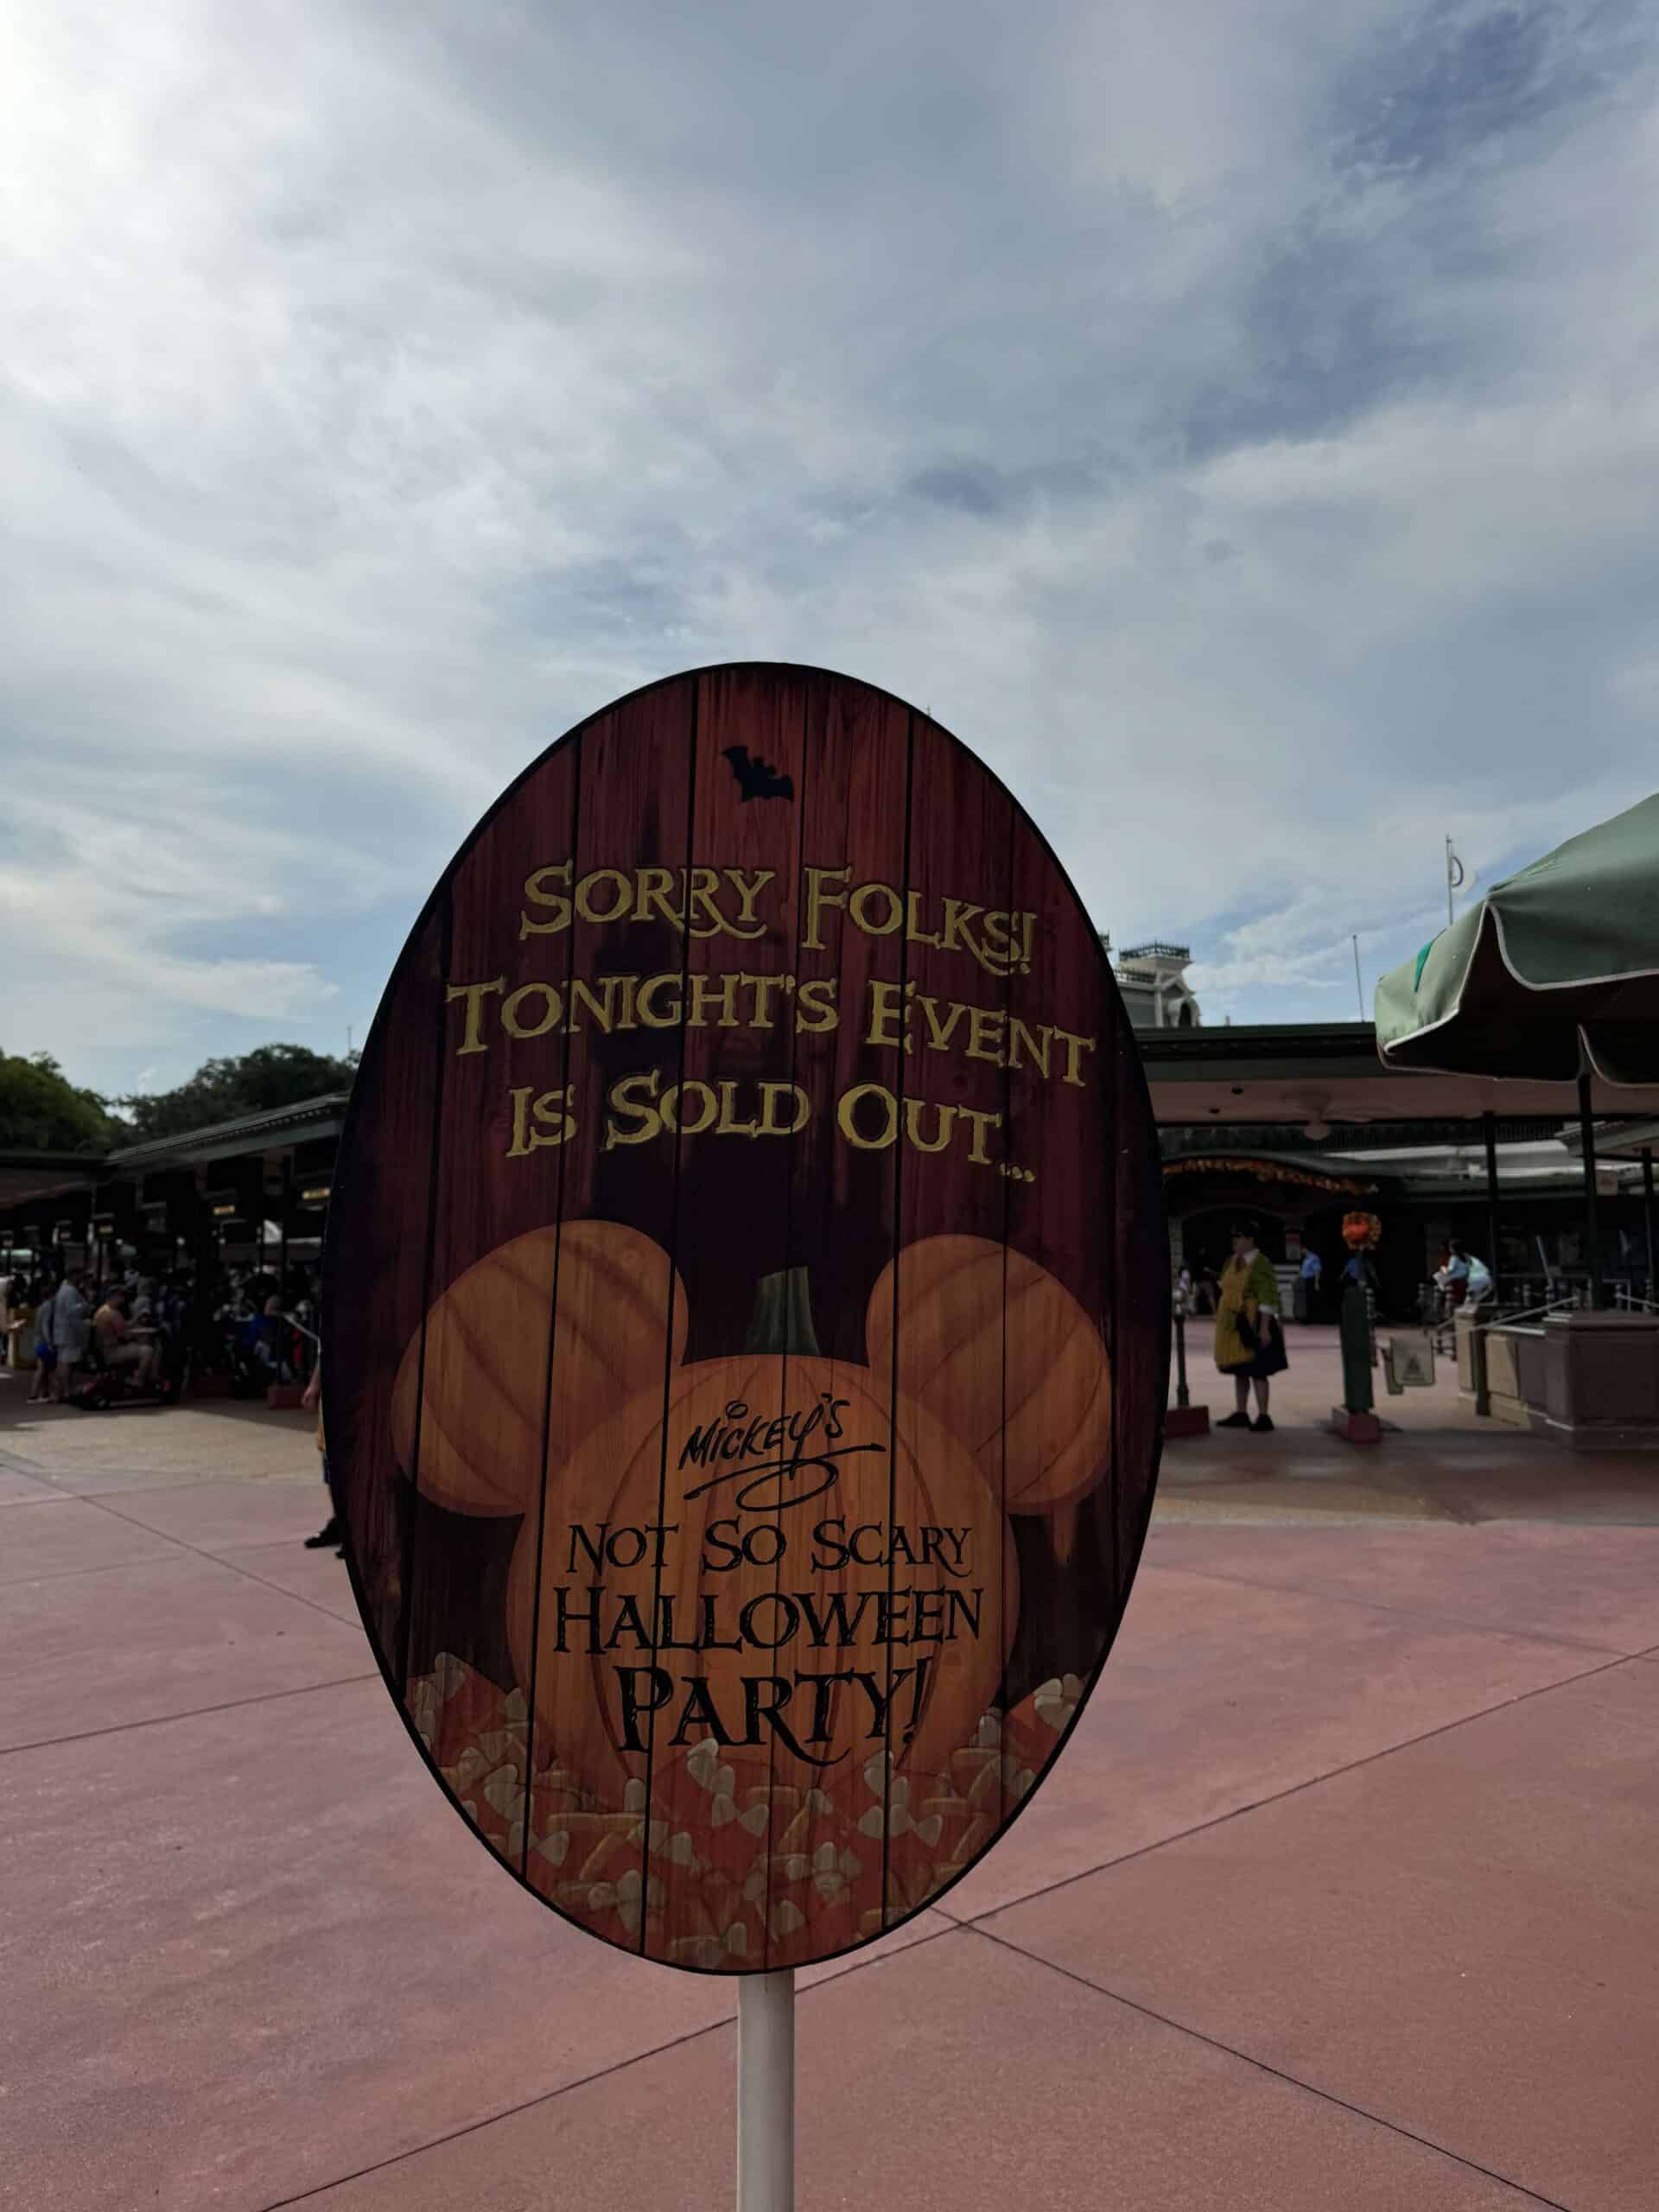 Sorry Folks!
Tonight's Event
Is Sold Out...
Mickey's
Not So Scary
Halloween
Party!